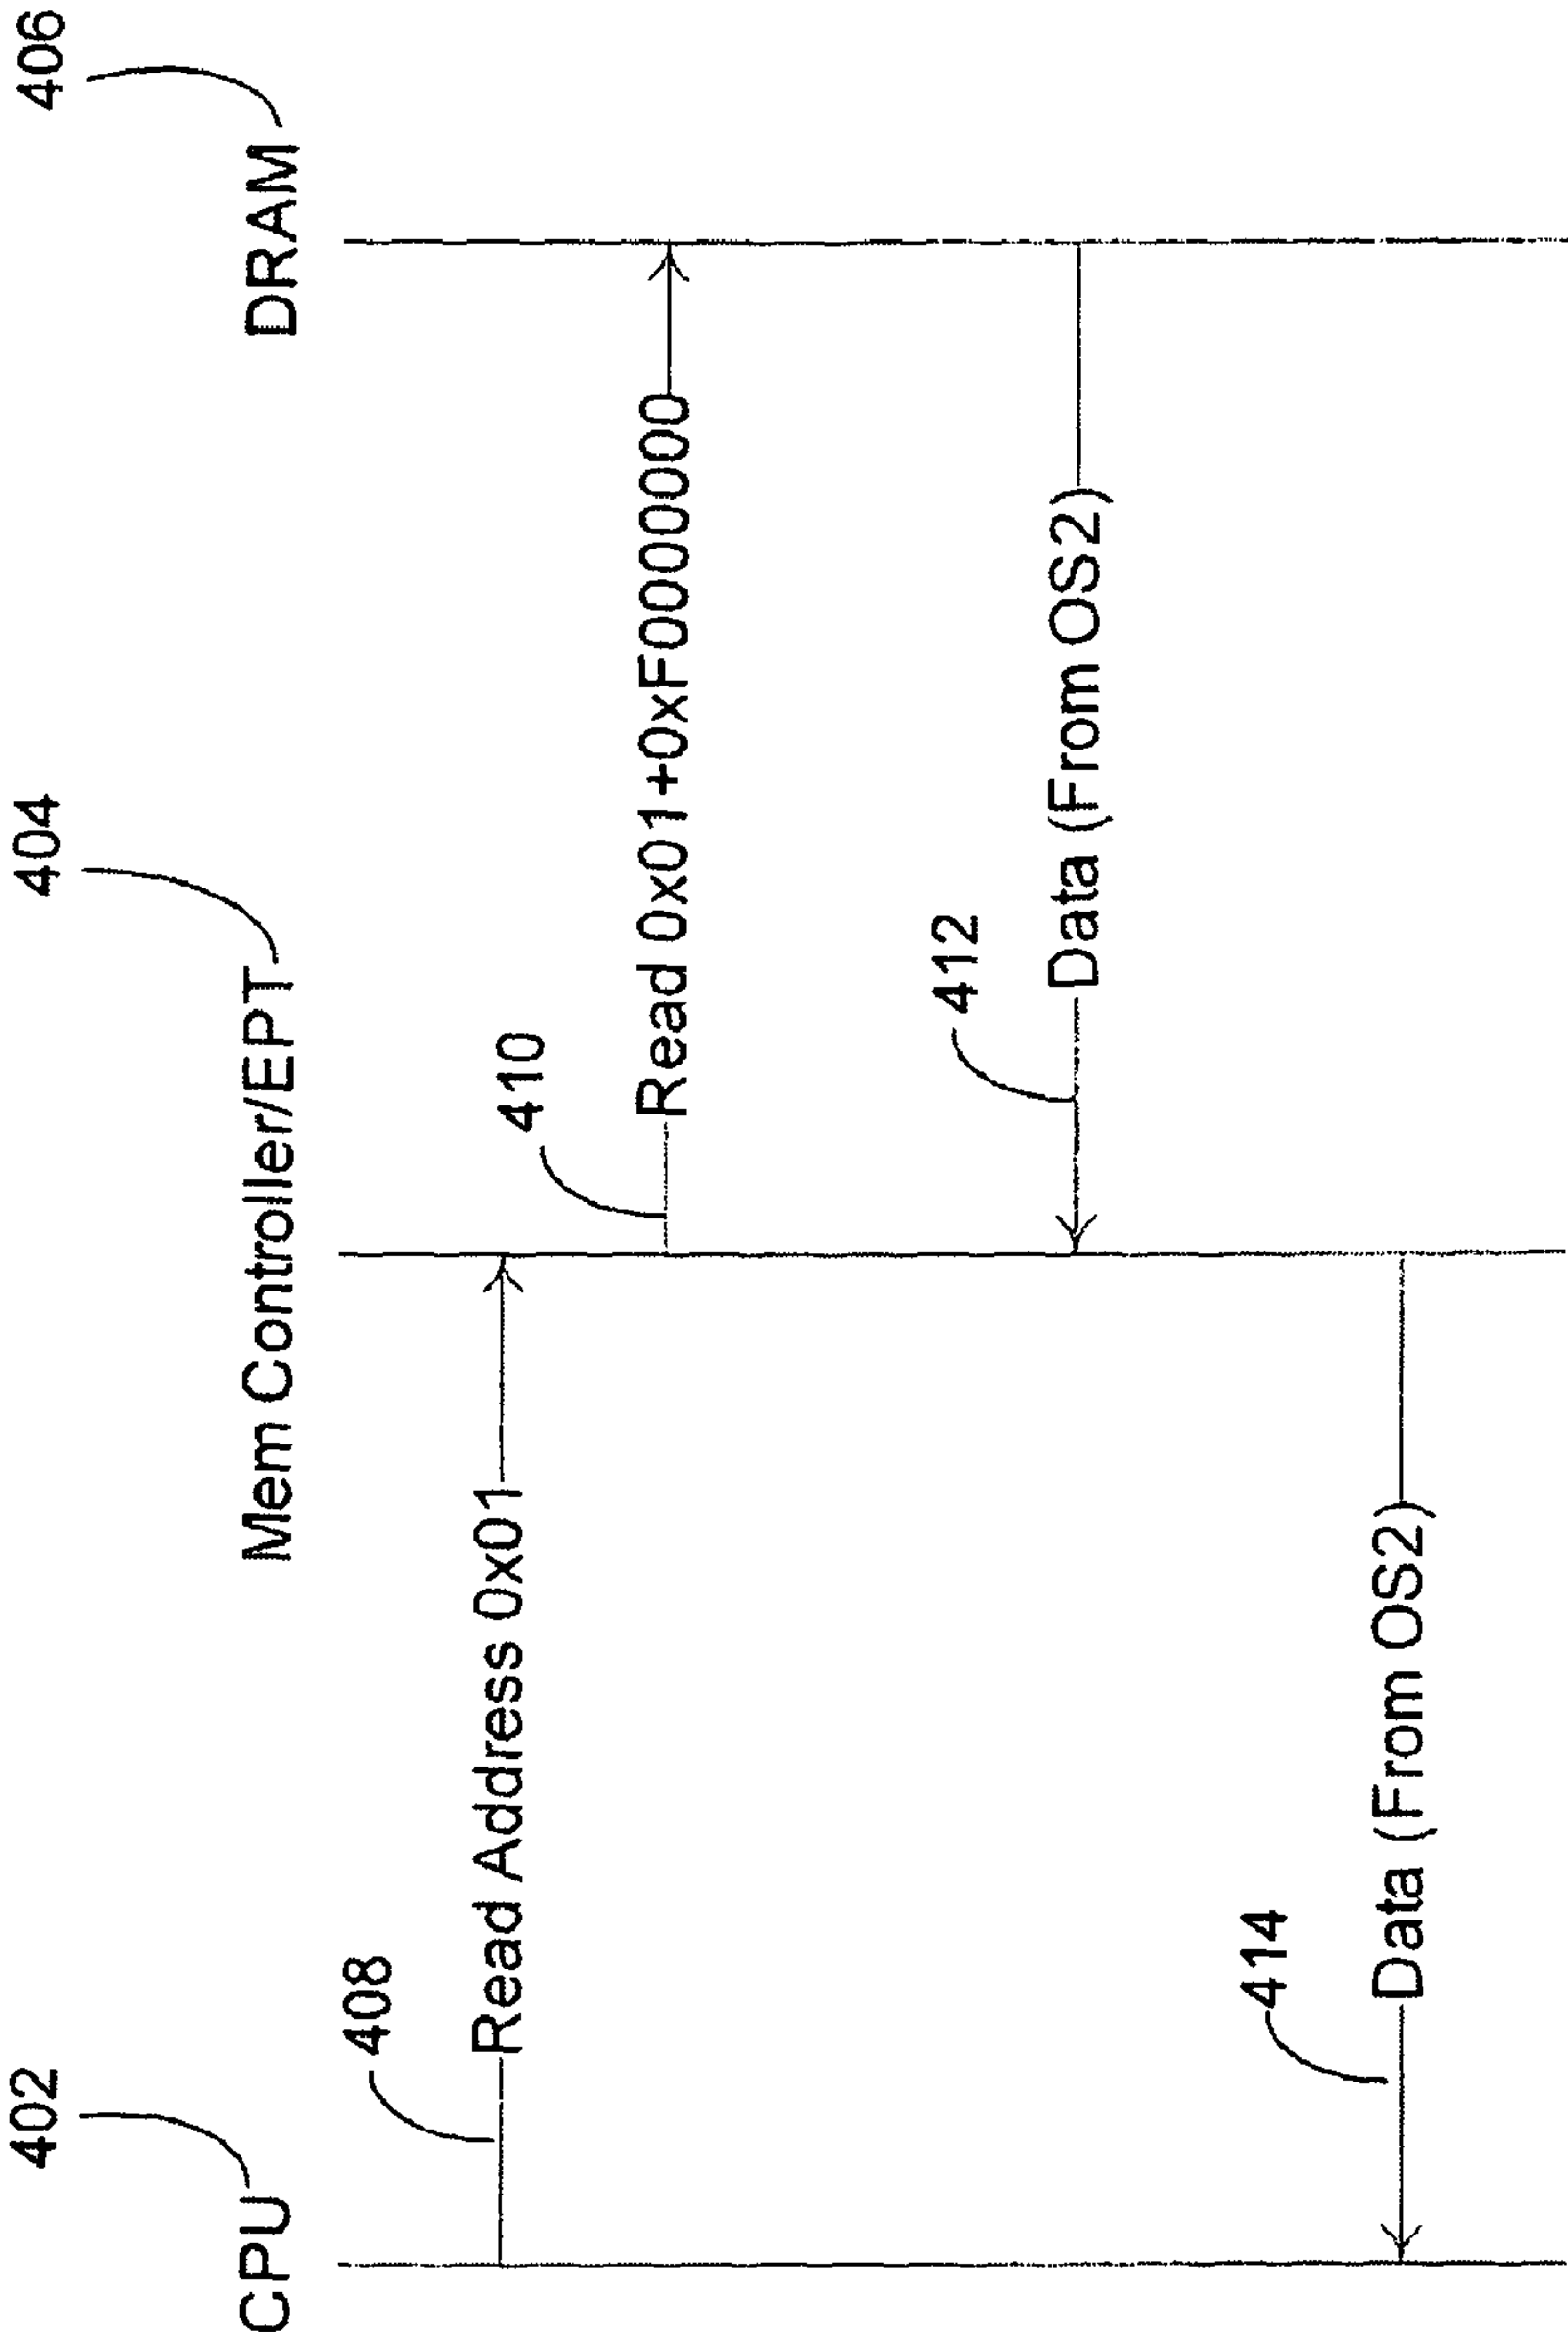 402
404
406
CPU
Mem Controller/EPT
DRAM
408
Read Address 0x01
410
Read 0x01+0xF000000
412
Data (From OS2)
414
Data (From OS2)